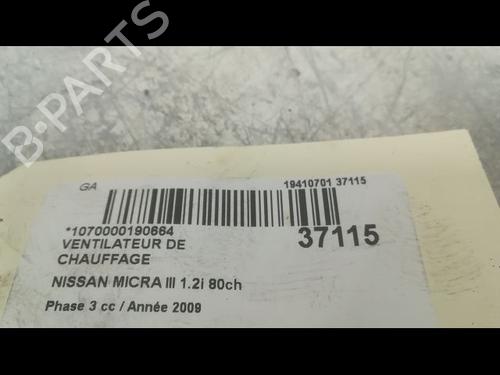 B-PARTS
GA
19410701 37115
*1070000190664
37115
VENTILATEUR DE
CHAUFFAGE
NISSAN MICRA III 1.2i 80ch
Phase 3 cc / Année 2009